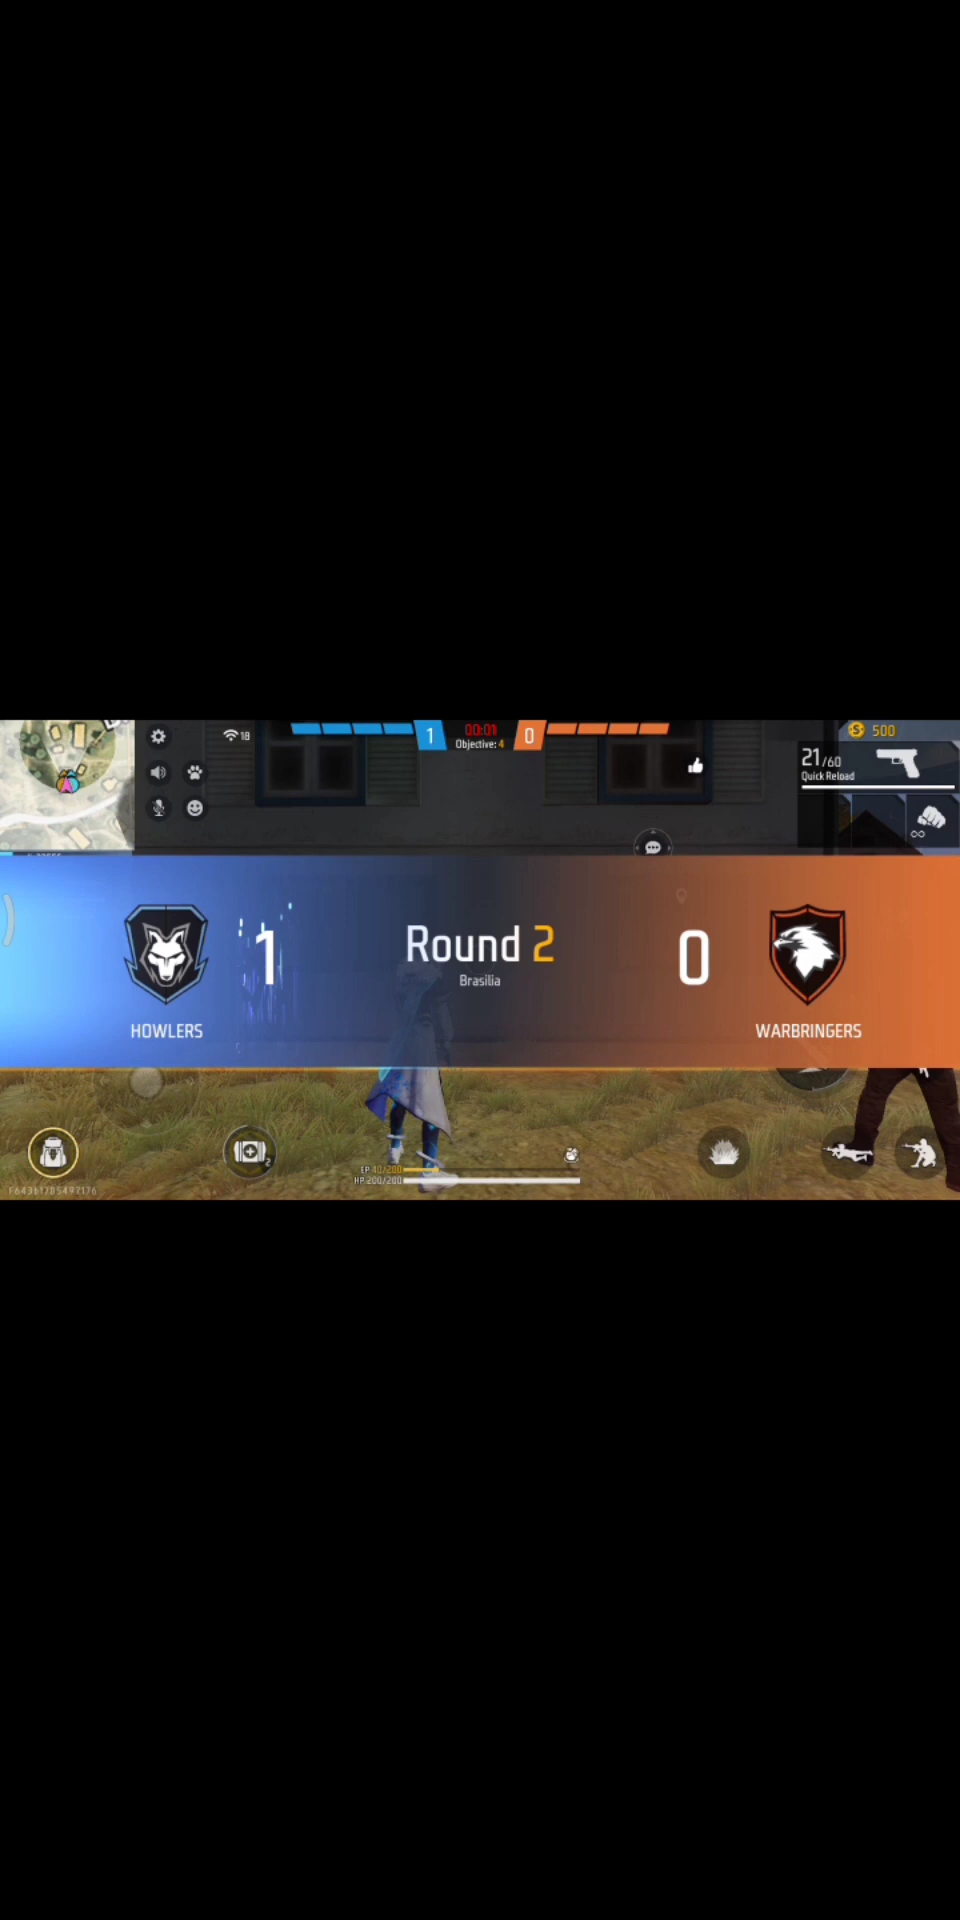 18
1
00:01
Objective: 4
0
500
21/60
Quick Reload
∞
1
Round 2
0
Brasilia
HOWLERS
WARBRINGERS
2
EP 40/200
HP 200/200